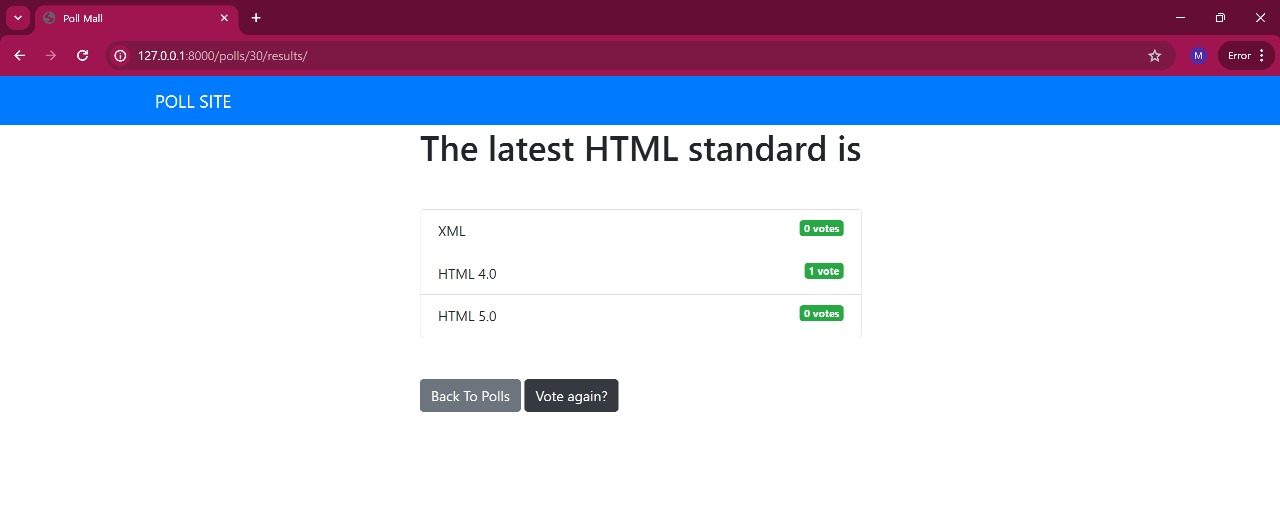 Poll Mall
127.0.0.1:8000/polls/30/results/
M
Error
POLL SITE
The latest HTML standard is
XML 0 votes
HTML 4.0 1 vote
HTML 5.0 0 votes
Back To Polls Vote again?